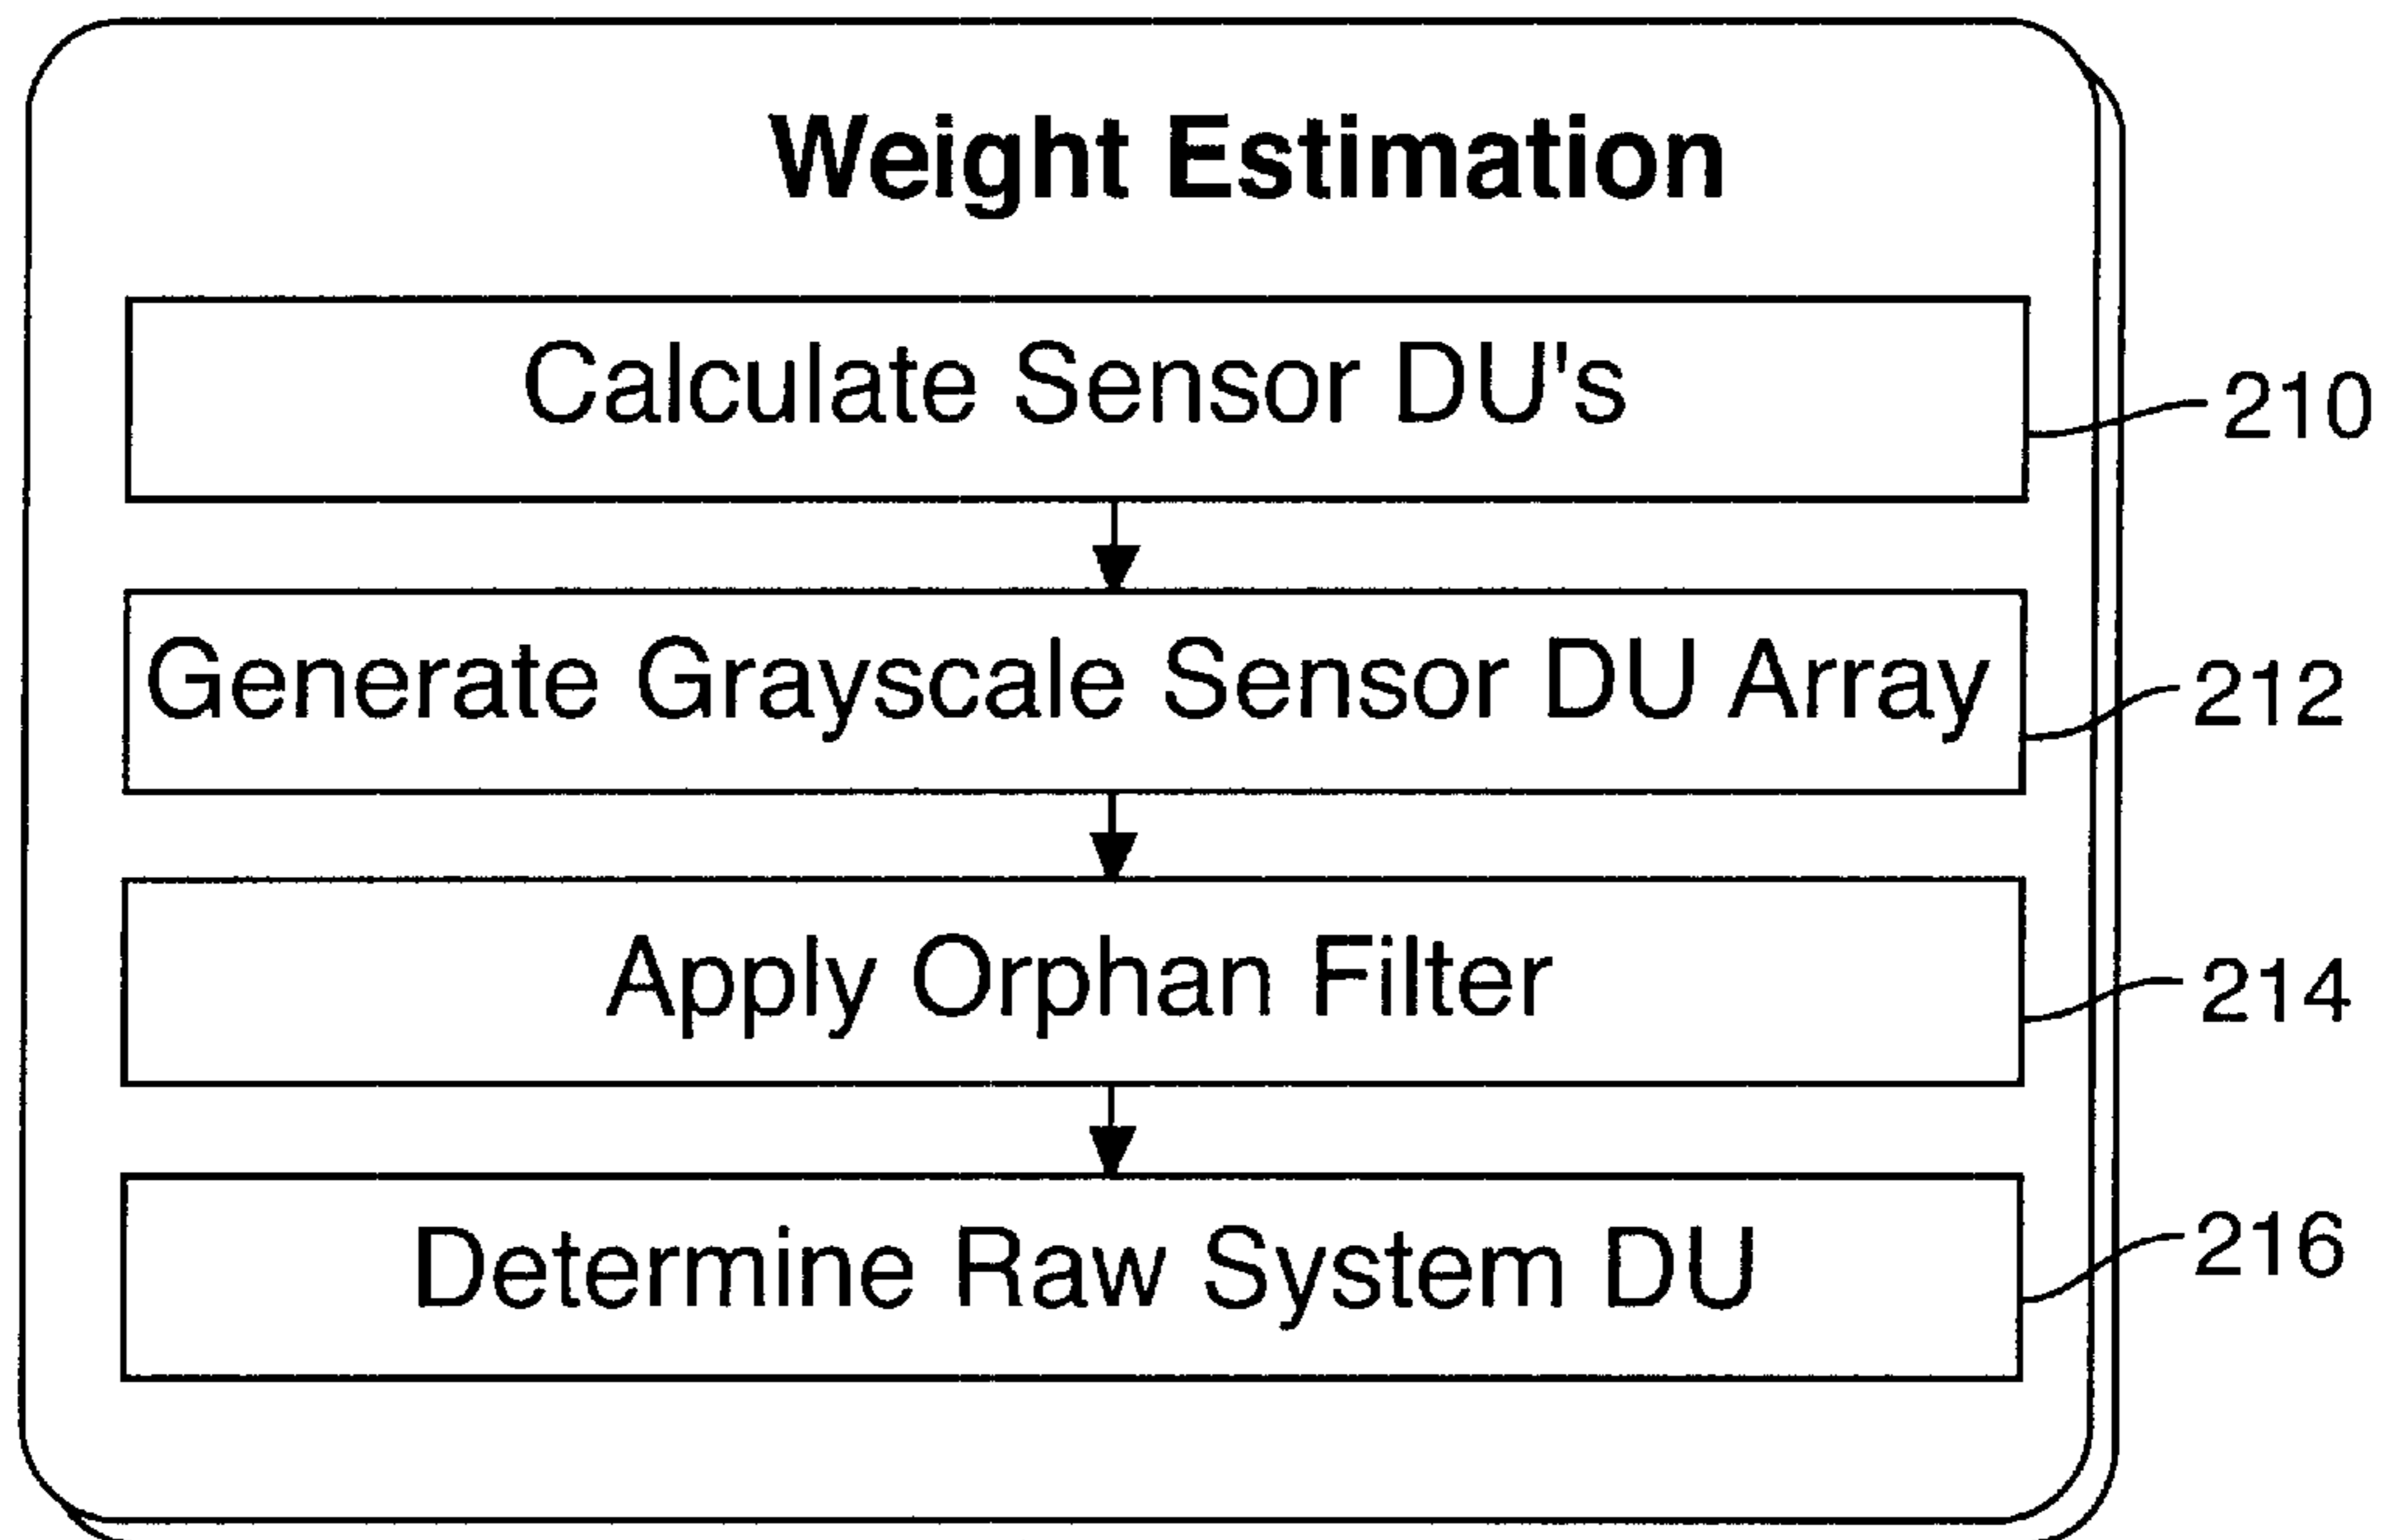 Weight Estimation
Calculate Sensor DU's
210
Generate Grayscale Sensor DU Array
212
Apply Orphan Filter
214
Determine Raw System DU
216